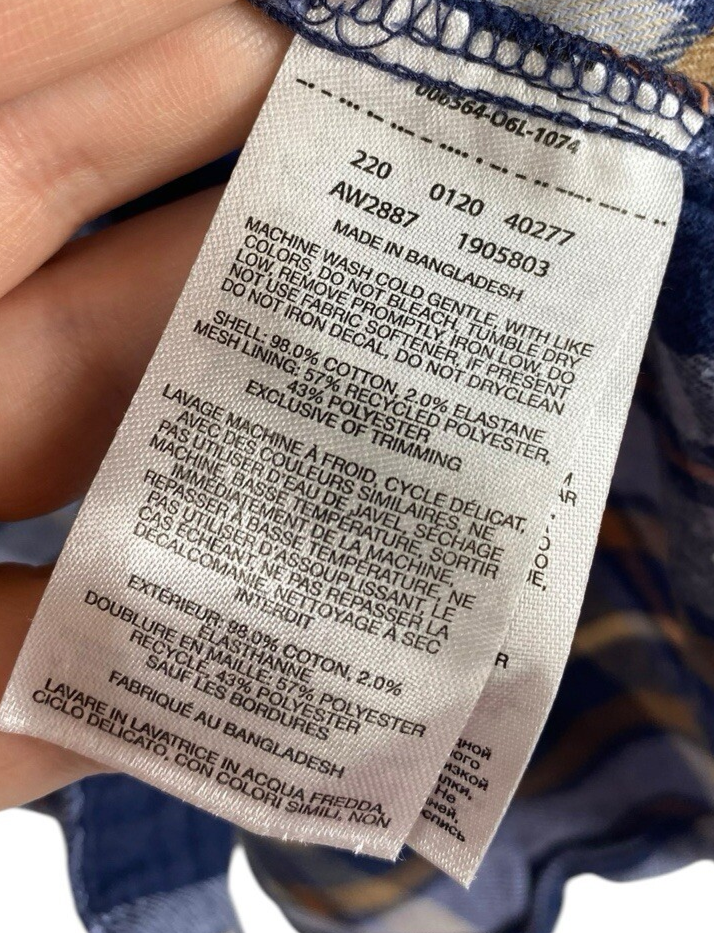 006564-O6L-1074
220 0120 40277
AW2887 1905803
MADE IN BANGLADESH
MACHINE WASH COLD GENTLE, WITH LIKE
COLORS, DO NOT BLEACH, TUMBLE DRY
LOW, REMOVE PROMPTLY, IRON LOW, DO
NOT USE FABRIC SOFTENER, IF PRESENT
DO NOT IRON DECAL, DO NOT DRYCLEAN
SHELL: 98.0% COTTON, 2.0% ELASTANE
MESH LINING: 57% RECYCLED POLYESTER,
43% POLYESTER
EXCLUSIVE OF TRIMMING
LAVAGE MACHINE À FROID, CYCLE DÉLICAT,
AVEC DES COULEURS SIMILAIRES, NE
PAS UTILISER D'EAU DE JAVEL, SÉCHAGE
MACHINE, BASSE TEMPÉRATURE, SORTIR
IMMÉDIATEMENT DE LA MACHINE,
REPASSER À BASSE TEMPÉRATURE, NE
PAS UTILISER D'ASSOUPLISSANT, LE
CAS ÉCHÉANT, NE PAS REPASSER LA
DÉCALCOMANIE, NETTOYAGE À SEC
INTERDIT
EXTÉRIEUR: 98.0% COTON, 2.0%
ÉLASTHANNE
DOUBLURE EN MAILLE: 57% POLYESTER
RECYCLÉ, 43% POLYESTER
SAUF LES BORDURES
FABRIQUÉ AU BANGLADESH
LAVARE IN LAVATRICE IN ACQUA FREDDA,
CICLO DELICATO, CON COLORI SIMILI, NON